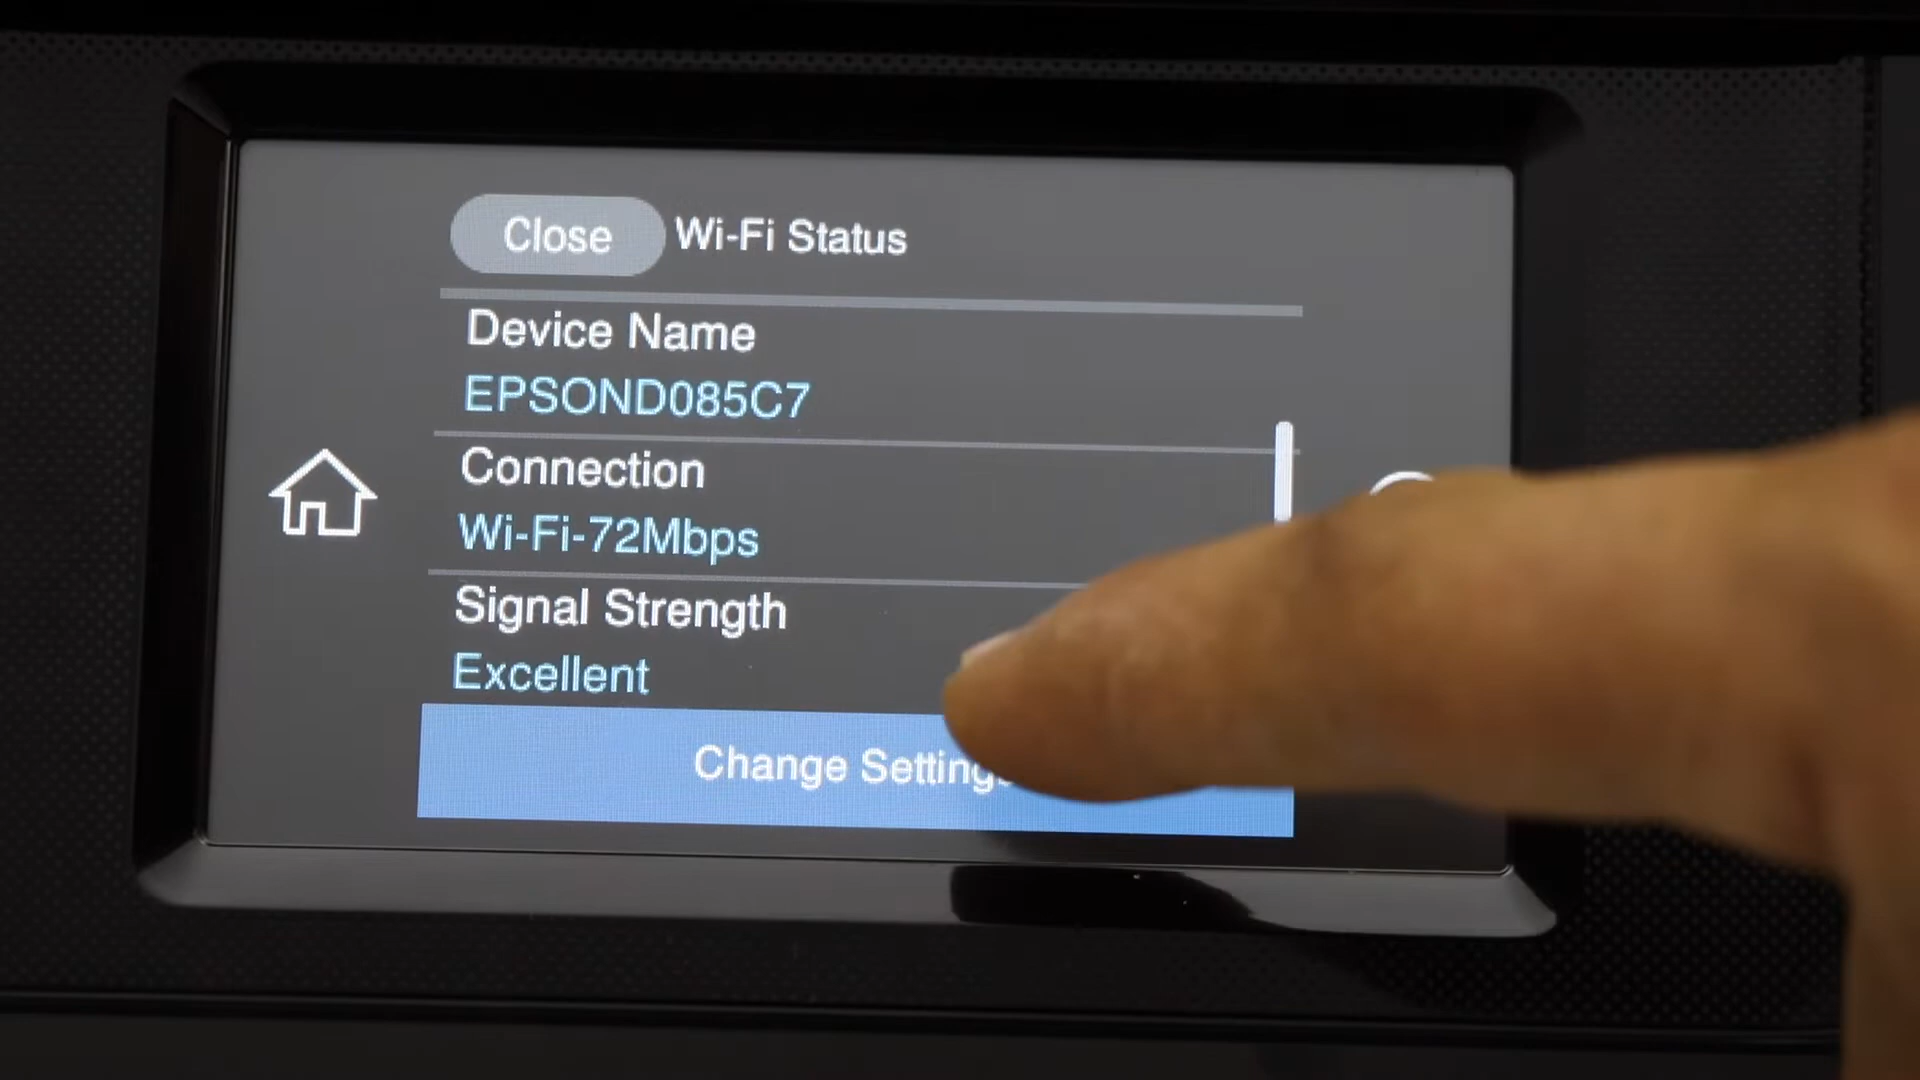 Close Wi-Fi Status
Device Name
EPSOND085C7
Connection
Wi-Fi-72Mbps
Signal Strength
Excellent
Change Settings